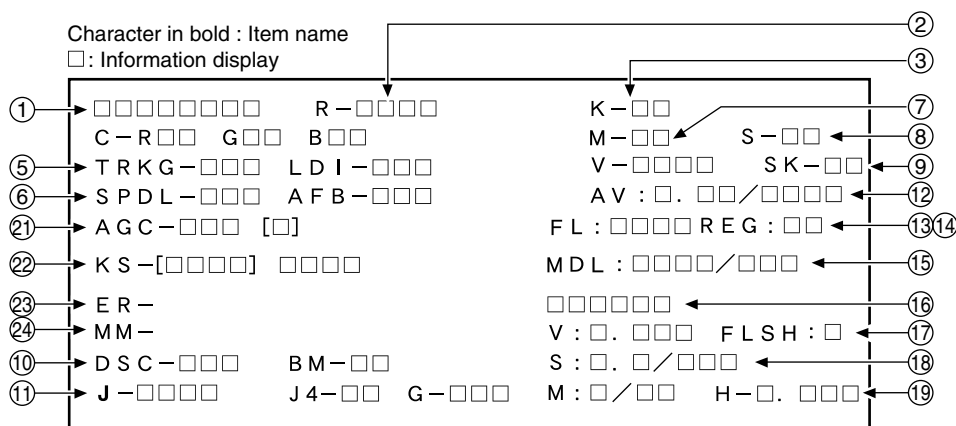 Character in bold : Item name
□ : Information display
②
③
① □□□□□□□□ R－□□□□ K－□□
C－R□□ G□□ B□□ M－□□ ⑦ S－□□ ⑧
⑤ TRKG－□□□ LDI－□□□ V－□□□□ SK－□□ ⑨
⑥ SPDL－□□□ AFB－□□□ AV : □. □□／□□□□ ⑫
㉑ AGC－□□□ [□] FL : □□□□ REG : □□ ⑬⑭
㉒ KS－[□□□□] □□□□ MDL : □□□□／□□□ ⑮
㉓ ER－ □□□□□□ ⑯
㉔ MM－ V : □. □□□ FLSH : □ ⑰
⑩ DSC－□□□ BM－□□ S : □. □／□□□ ⑱
⑪ J－□□□□ J4－□□ G－□□□ M : □／□□ H－□. □□□ ⑲